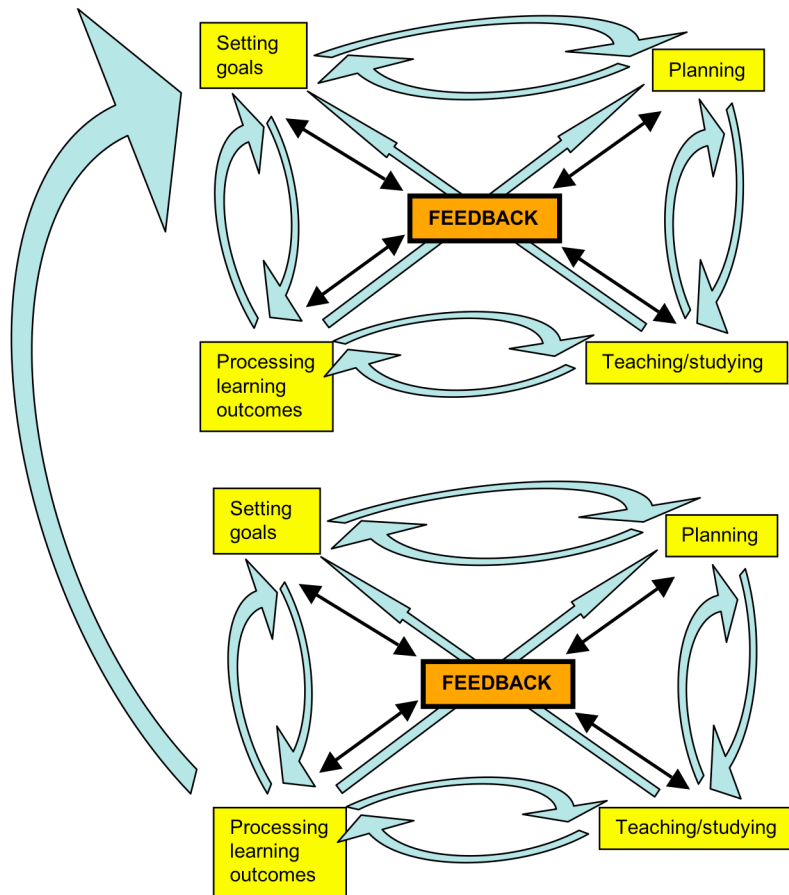 Setting
goals
Planning
FEEDBACK
Processing
learning
outcomes
Teaching/studying
Setting
goals
Planning
FEEDBACK
Processing
learning
outcomes
Teaching/studying